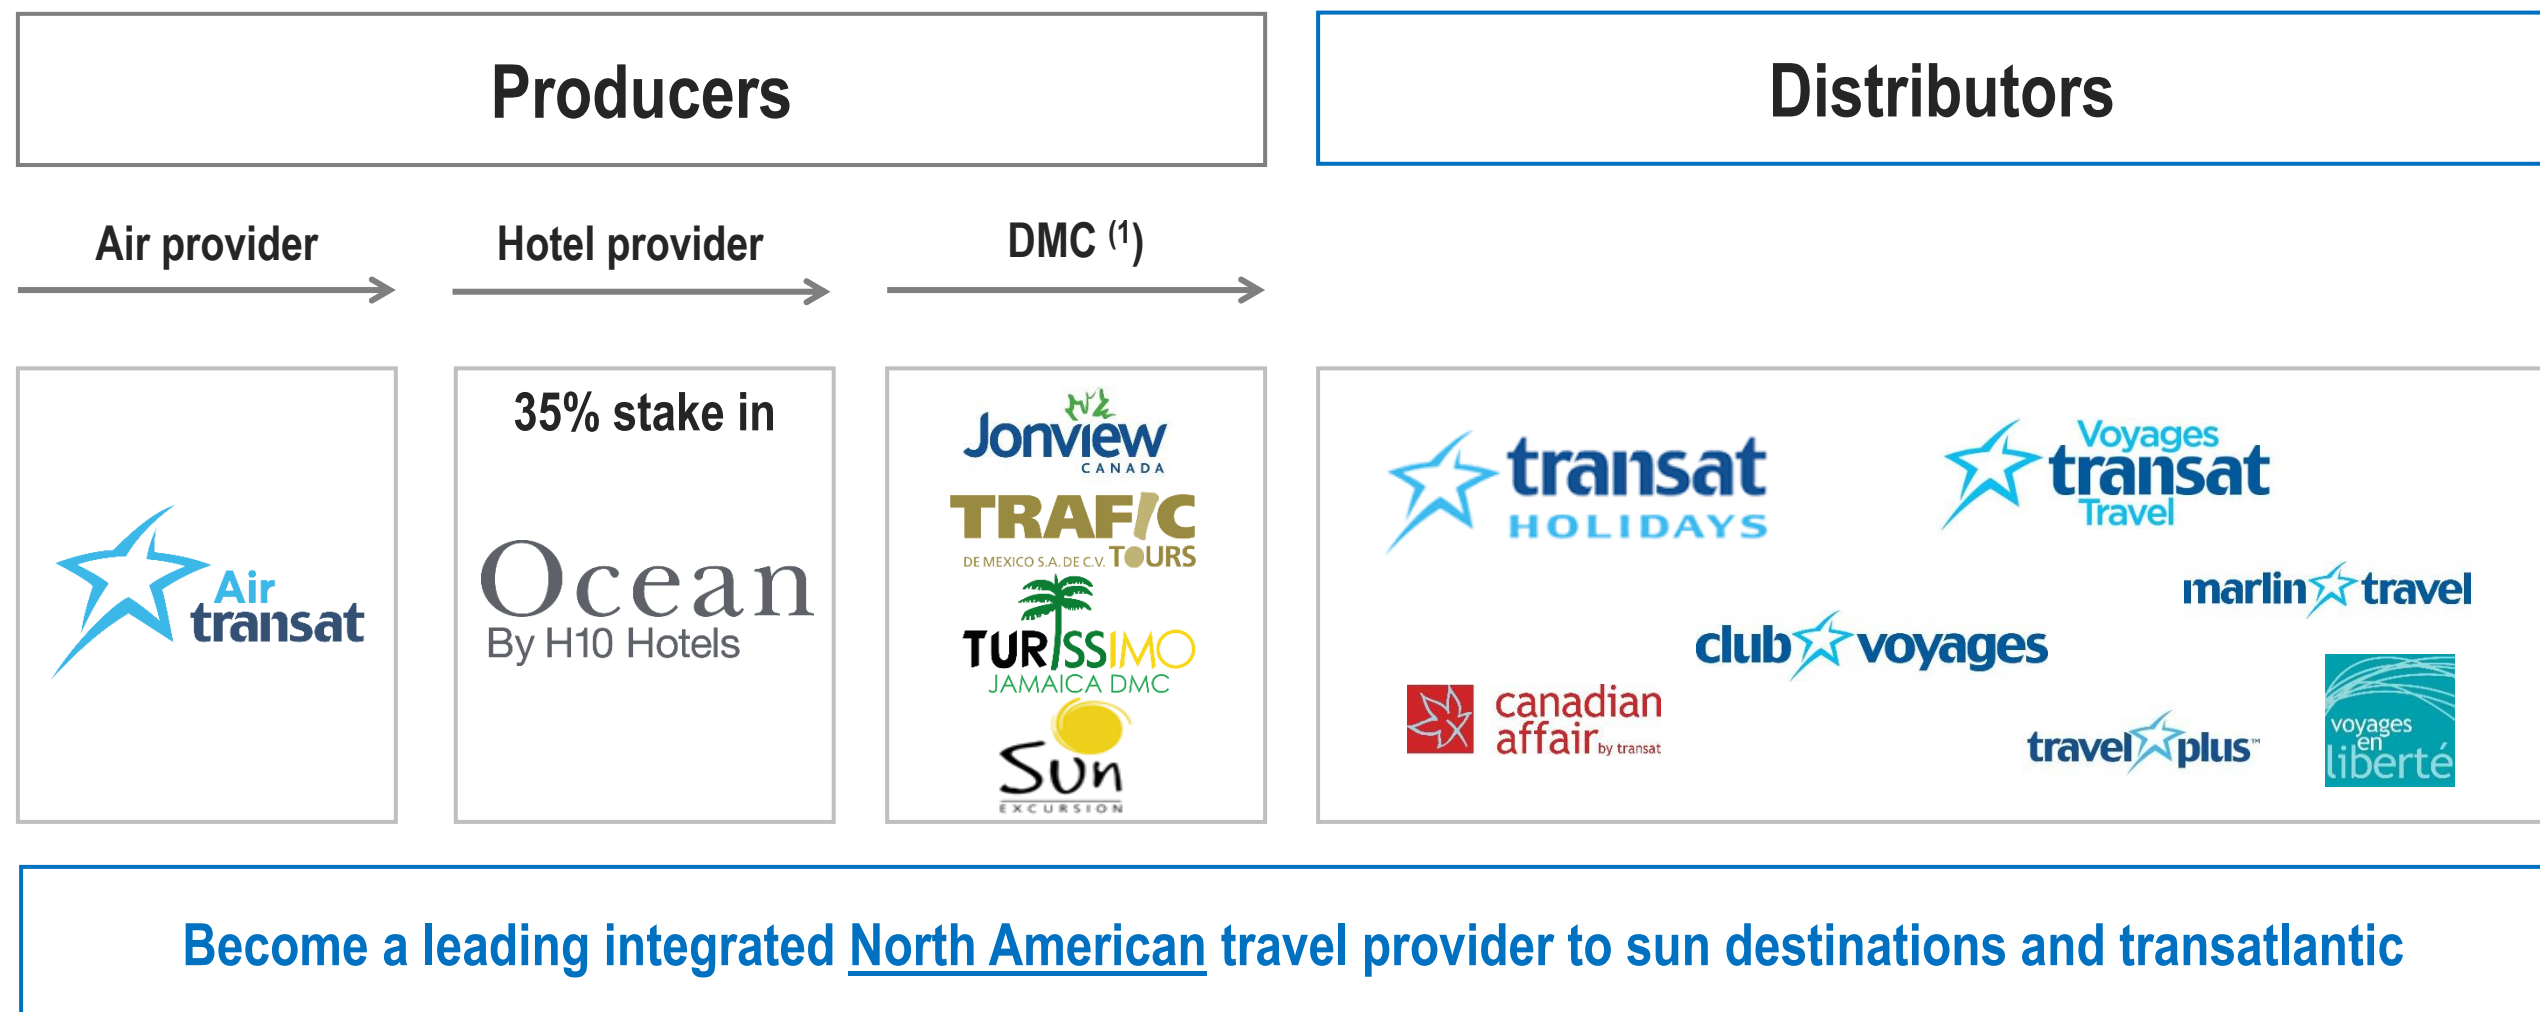 Producers
Distributors
Air provider
Hotel provider
DMC (1)
Air
transat
35% stake in
Ocean
By H10 Hotels
Jonview
CANADA
TRAFIC
DE MEXICO S.A. DE C.V. TOURS
TURISSIMO
JAMAICA DMC
Sun
EXCURSION
transat
HOLIDAYS
Voyages
transat
Travel
marlin travel
club voyages
canadian
affair by transat
travel plus™
voyages
en
liberté
Become a leading integrated North American travel provider to sun destinations and transatlantic